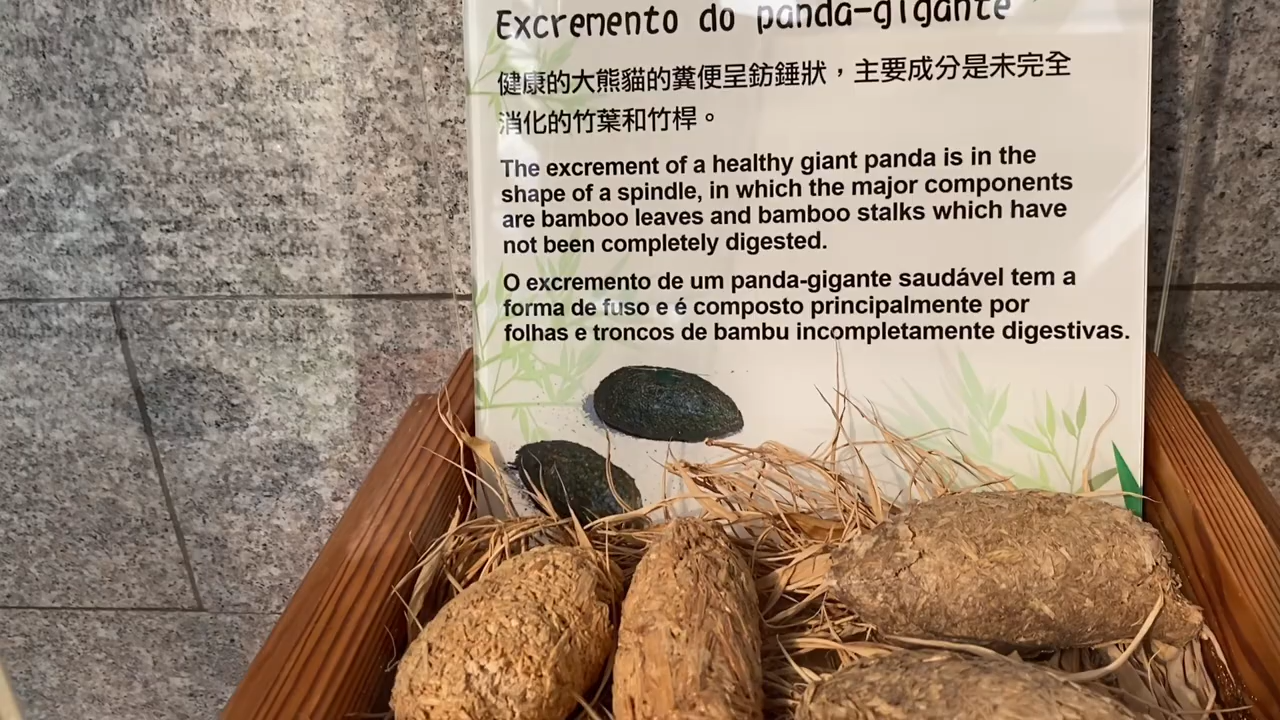 Excremento do panda-gigante
健康的大熊貓的糞便呈紡錘狀，主要成分是未完全
消化的竹葉和竹桿。
The excrement of a healthy giant panda is in the
shape of a spindle, in which the major components
are bamboo leaves and bamboo stalks which have
not been completely digested.
O excremento de um panda-gigante saudável tem a
forma de fuso e é composto principalmente por
folhas e troncos de bambu incompletamente digestivas.